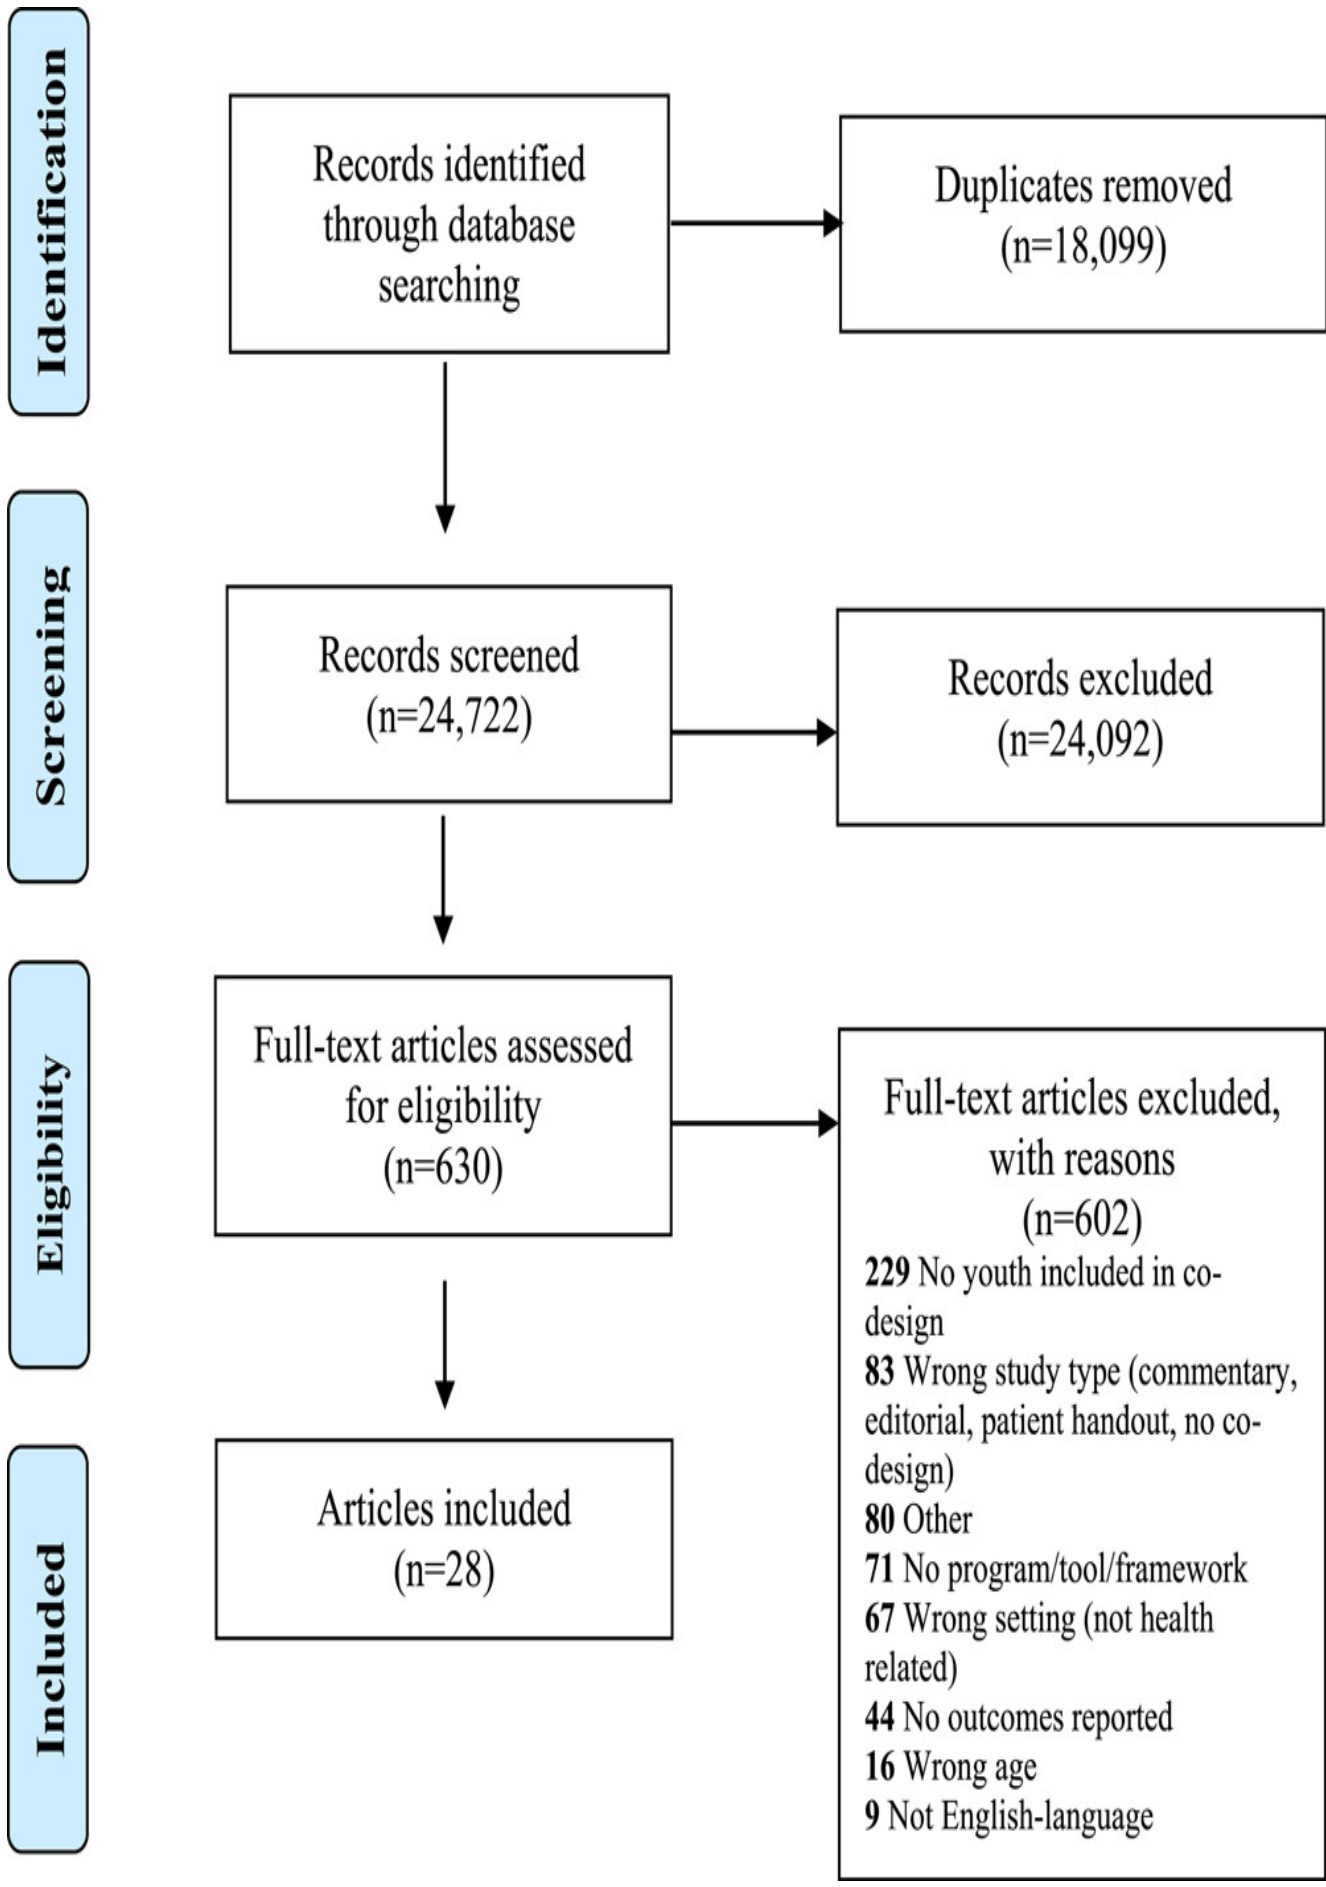 Identification
Records identified
through database
searching
Duplicates removed
(n=18,099)
Screening
Records screened
(n=24,722)
Records excluded
(n=24,092)
Eligibility
Full-text articles assessed
for eligibility
(n=630)
Full-text articles excluded,
with reasons
(n=602)
229 No youth included in co-
design
83 Wrong study type (commentary,
editorial, patient handout, no co-
design)
80 Other
71 No program/tool/framework
67 Wrong setting (not health
related)
44 No outcomes reported
16 Wrong age
9 Not English-language
Included
Articles included
(n=28)